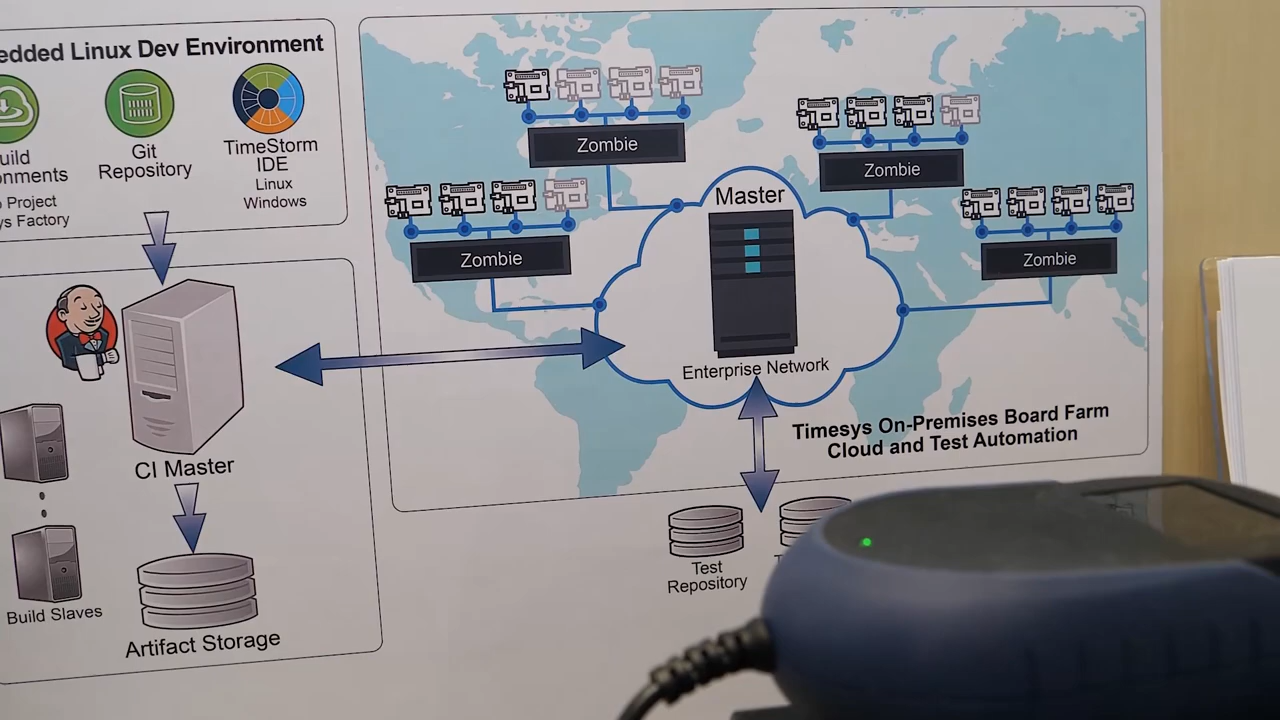 edded Linux Dev Environment
uild
onments
Project
ys Factory
Git
Repository
TimeStorm
IDE
Linux
Windows
CI Master
Build Slaves
Artifact Storage
Zombie
Zombie
Zombie
Zombie
Master
Enterprise Network
Timesys On-Premises Board Farm
Cloud and Test Automation
Test
Repository